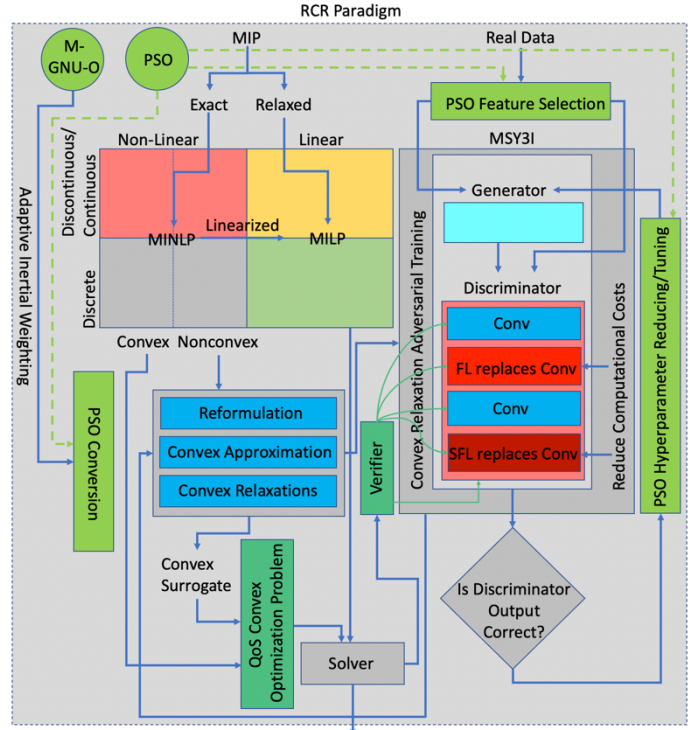 RCR Paradigm
M-
GNU-O
PSO
MIP
Real Data
Exact
Relaxed
PSO Feature Selection
Non-Linear
Linear
MSY3I
Discontinuous/
Continuous
Discrete
Linearized
MINLP
MILP
Adaptive Inertial Weighting
Generator
Discriminator
Conv
FL replaces Conv
Conv
SFL replaces Conv
Convex Relaxation Adversarial Training
Reduce Computational Costs
PSO Hyperparameter Reducing/Tuning
Convex
Nonconvex
PSO Conversion
Reformulation
Convex Approximation
Convex Relaxations
Verifier
Convex
Surrogate
QoS Convex
Optimization Problem
Solver
Is Discriminator
Output
Correct?